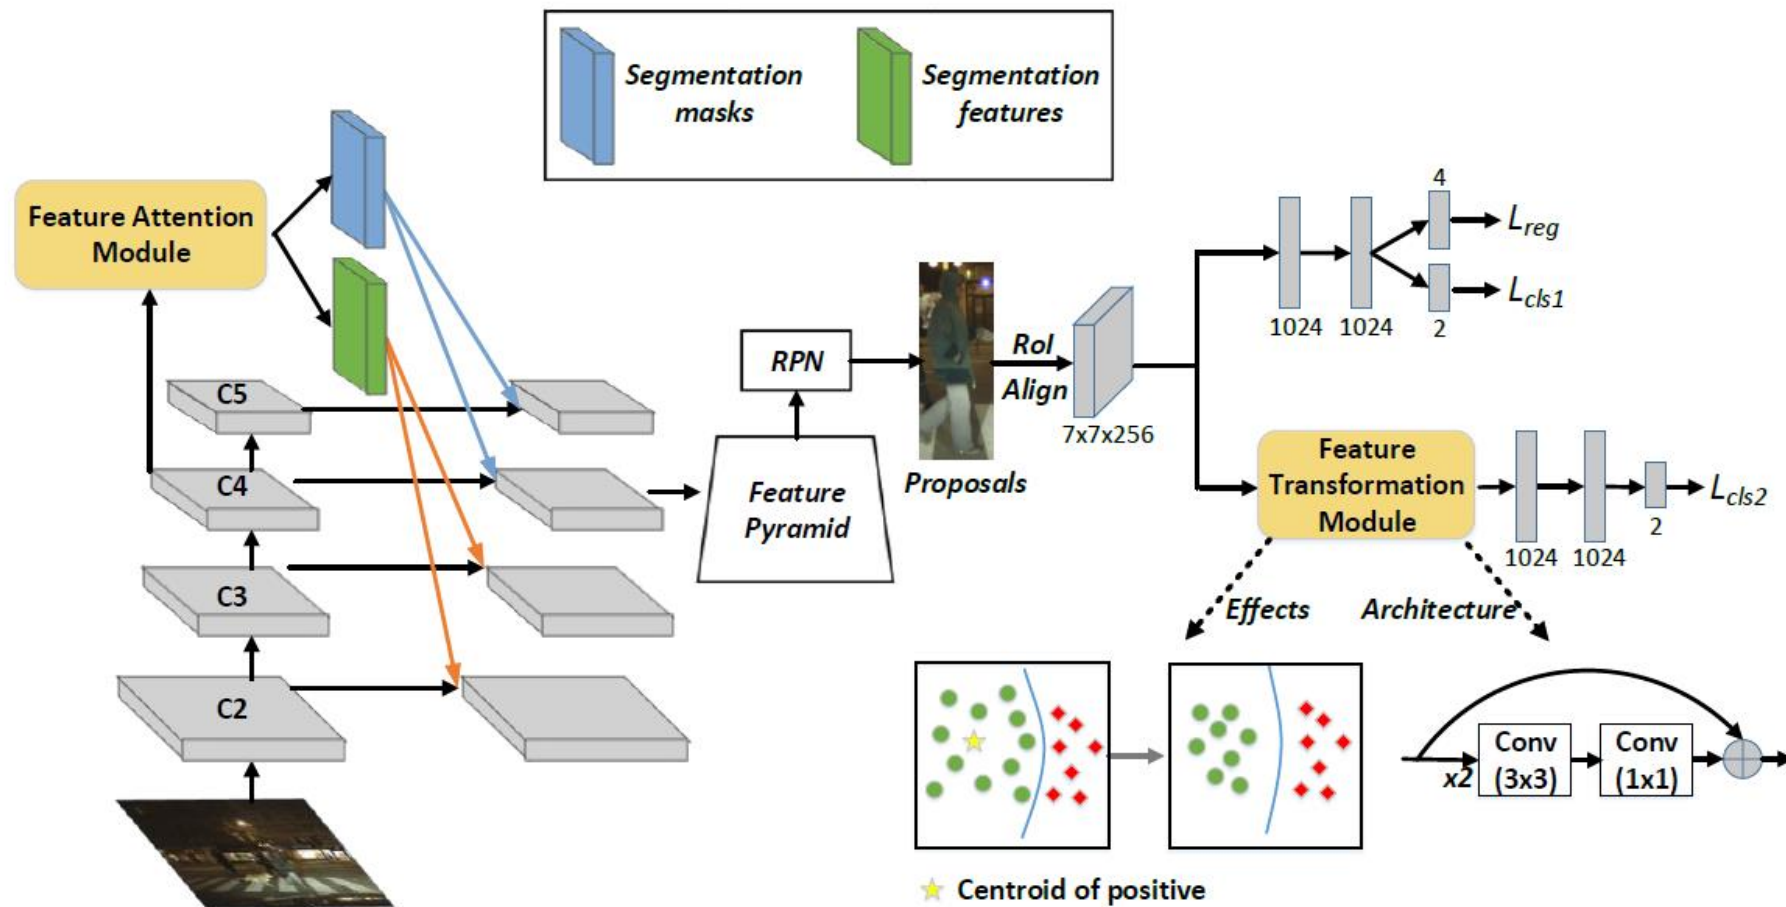 Segmentation
masks
Segmentation
features
Feature Attention
Module
C5
C4
C3
C2
RPN
Feature
Pyramid
Proposals
RoI
Align
7x7x256
1024
1024
4
2
L_reg
L_cls1
Feature
Transformation
Module
1024
1024
2
L_cls2
Effects
Architecture
x2
Conv
(3x3)
Conv
(1x1)
Centroid of positive